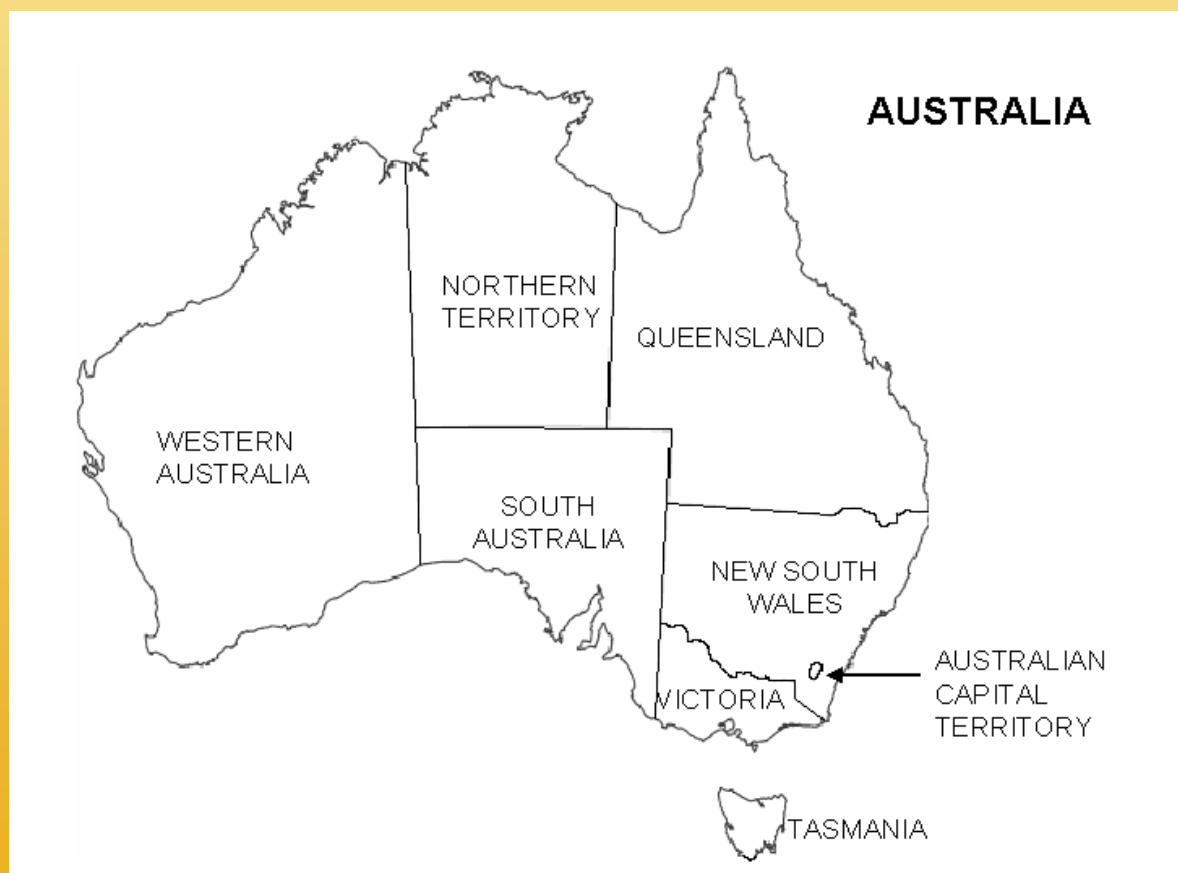 AUSTRALIA
NORTHERN
TERRITORY
QUEENSLAND
WESTERN
AUSTRALIA
SOUTH
AUSTRALIA
NEW SOUTH
WALES
AUSTRALIAN
CAPITAL
TERRITORY
VICTORIA
TASMANIA